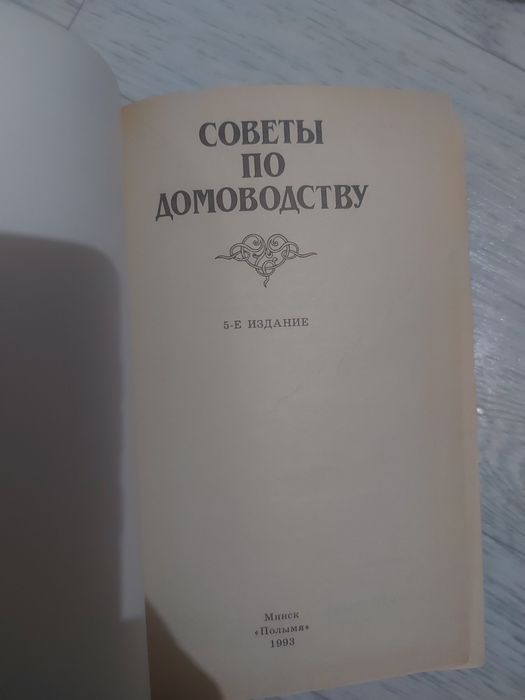 СОВЕТЫ
ПО
ДОМОВОДСТВУ
5-Е ИЗДАНИЕ
Минск
«Полымя»
1993